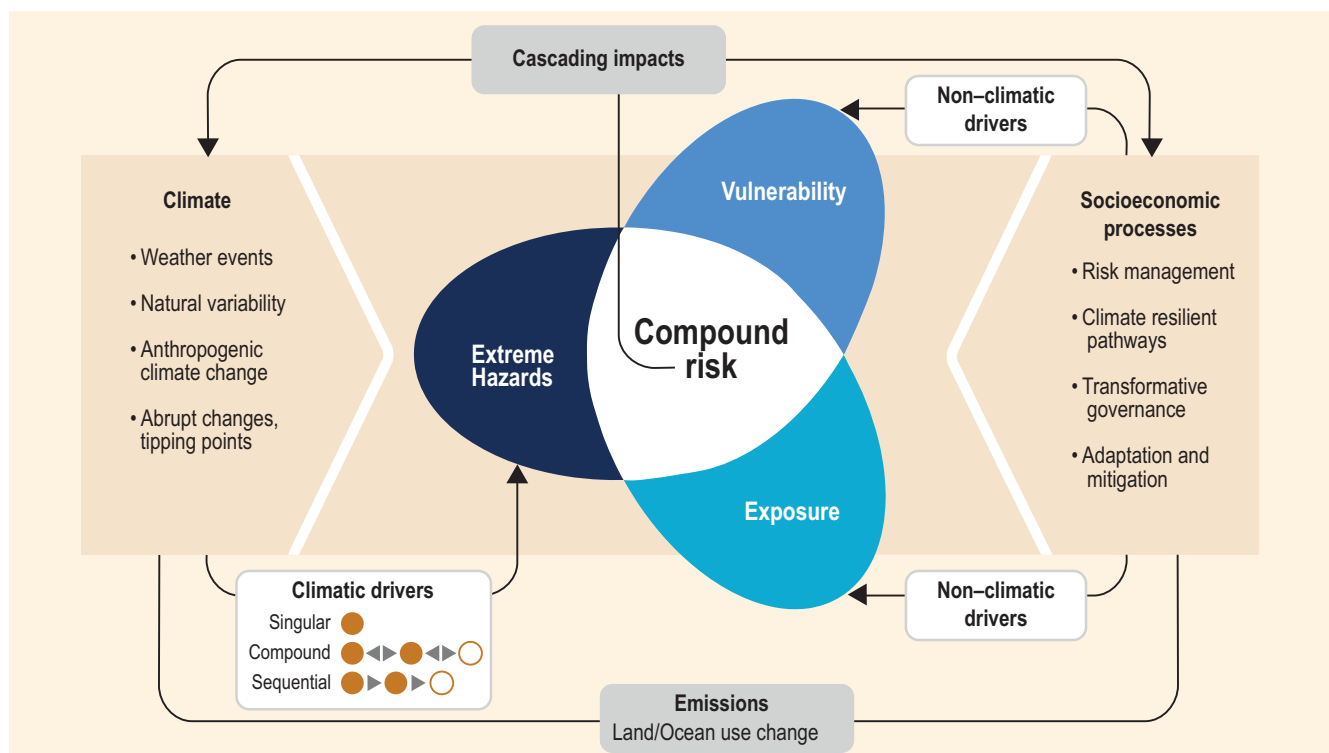 Cascading impacts
Non–climatic
drivers
Climate
• Weather events
• Natural variability
• Anthropogenic
climate change
• Abrupt changes,
tipping points
Vulnerability
Extreme
Hazards
Compound
risk
Exposure
Socioeconomic
processes
• Risk management
• Climate resilient
pathways
• Transformative
governance
• Adaptation and
mitigation
Climatic drivers
Singular
Compound
Sequential
Non–climatic
drivers
Emissions
Land/Ocean use change